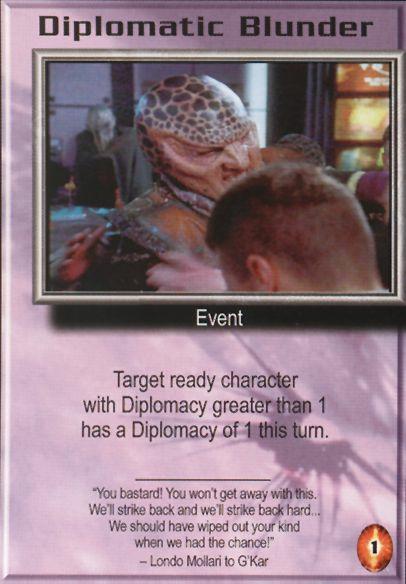 Diplomatic Blunder
Event
Target ready character
with Diplomacy greater than 1
has a Diplomacy of 1 this turn.
“You bastard! You won’t get away with this.
We’ll strike back and we’ll strike back hard...
We should have wiped out your kind
when we had the chance!”
– Londo Mollari to G’Kar
1